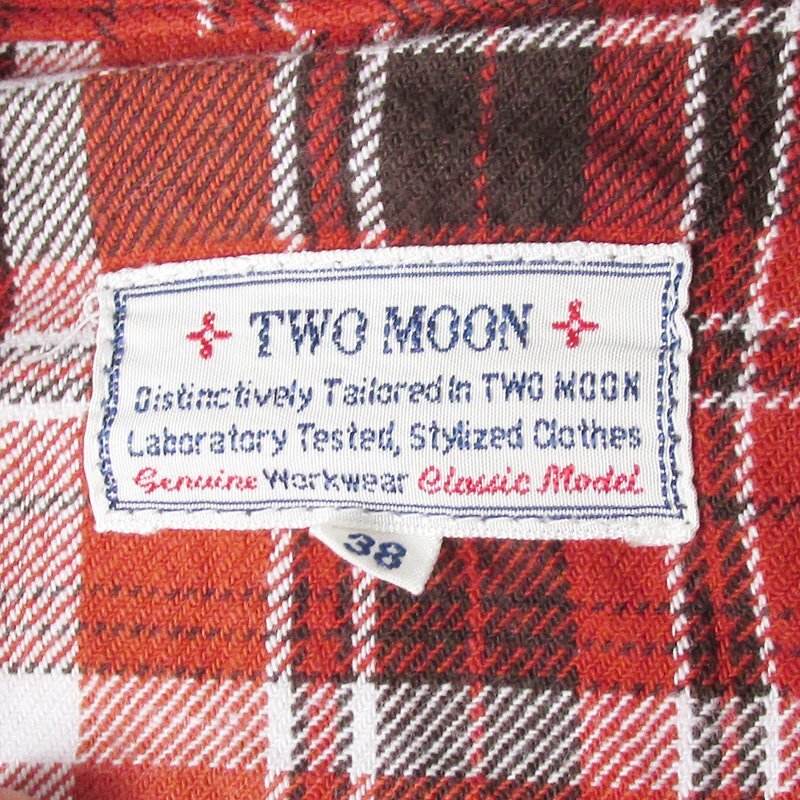 TWO MOON
Distinctively Tailored In TWO MOON
Laboratory Tested, Stylized Clothes
Genuine Workwear Classic Model
38